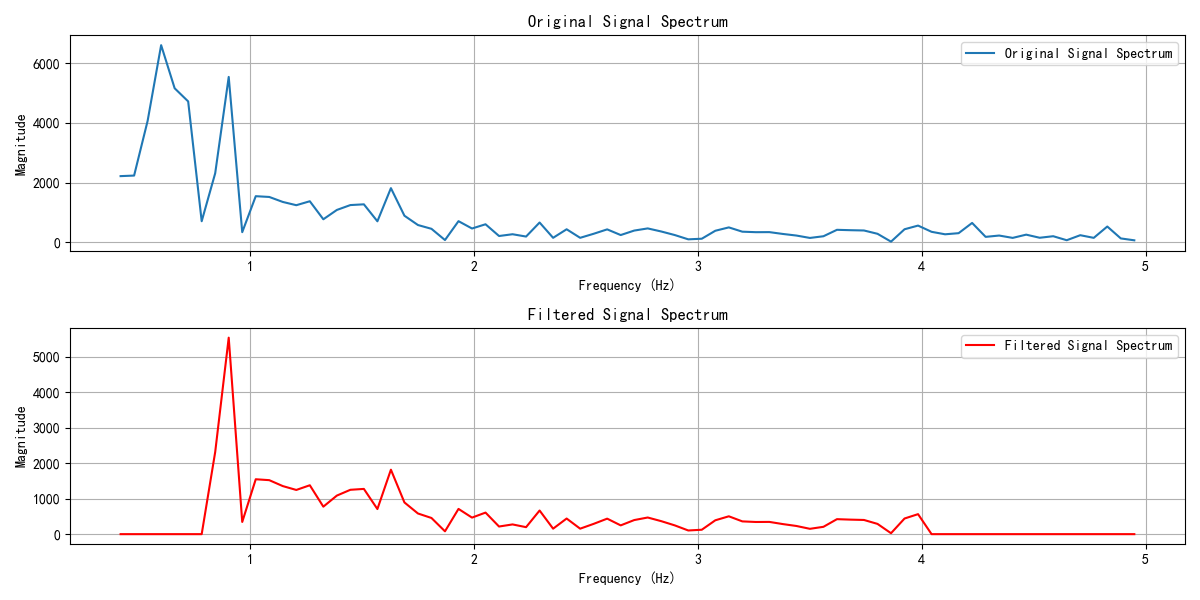 Original Signal Spectrum
Original Signal Spectrum
Magnitude
6000
4000
2000
0
1 2 3 4 5
Frequency (Hz)
Filtered Signal Spectrum
Filtered Signal Spectrum
Magnitude
5000
4000
3000
2000
1000
0
1 2 3 4 5
Frequency (Hz)